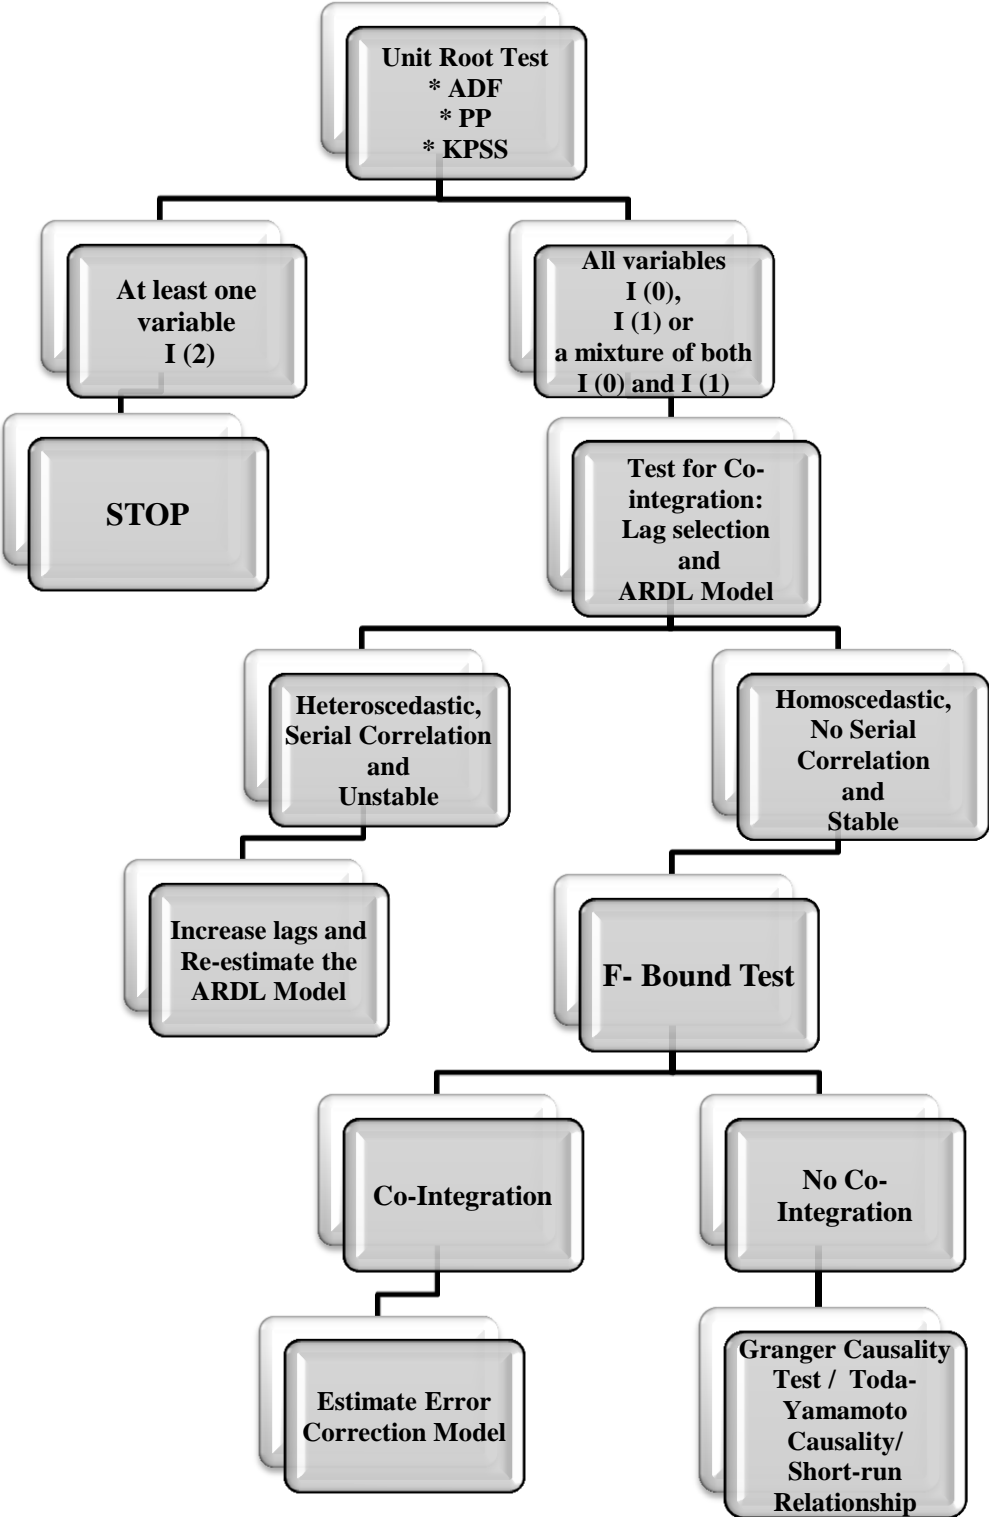 Unit Root Test
* ADF
* PP
* KPSS
At least one
variable
I (2)
All variables
I (0),
I (1) or
a mixture of both
I (0) and I (1)
STOP
Test for Co-
integration:
Lag selection
and
ARDL Model
Heteroscedastic,
Serial Correlation
and
Unstable
Homoscedastic,
No Serial
Correlation
and
Stable
Increase lags and
Re-estimate the
ARDL Model
F- Bound Test
Co-Integration
No Co-
Integration
Estimate Error
Correction Model
Granger Causality
Test / Toda-
Yamamoto
Causality/
Short-run
Relationship